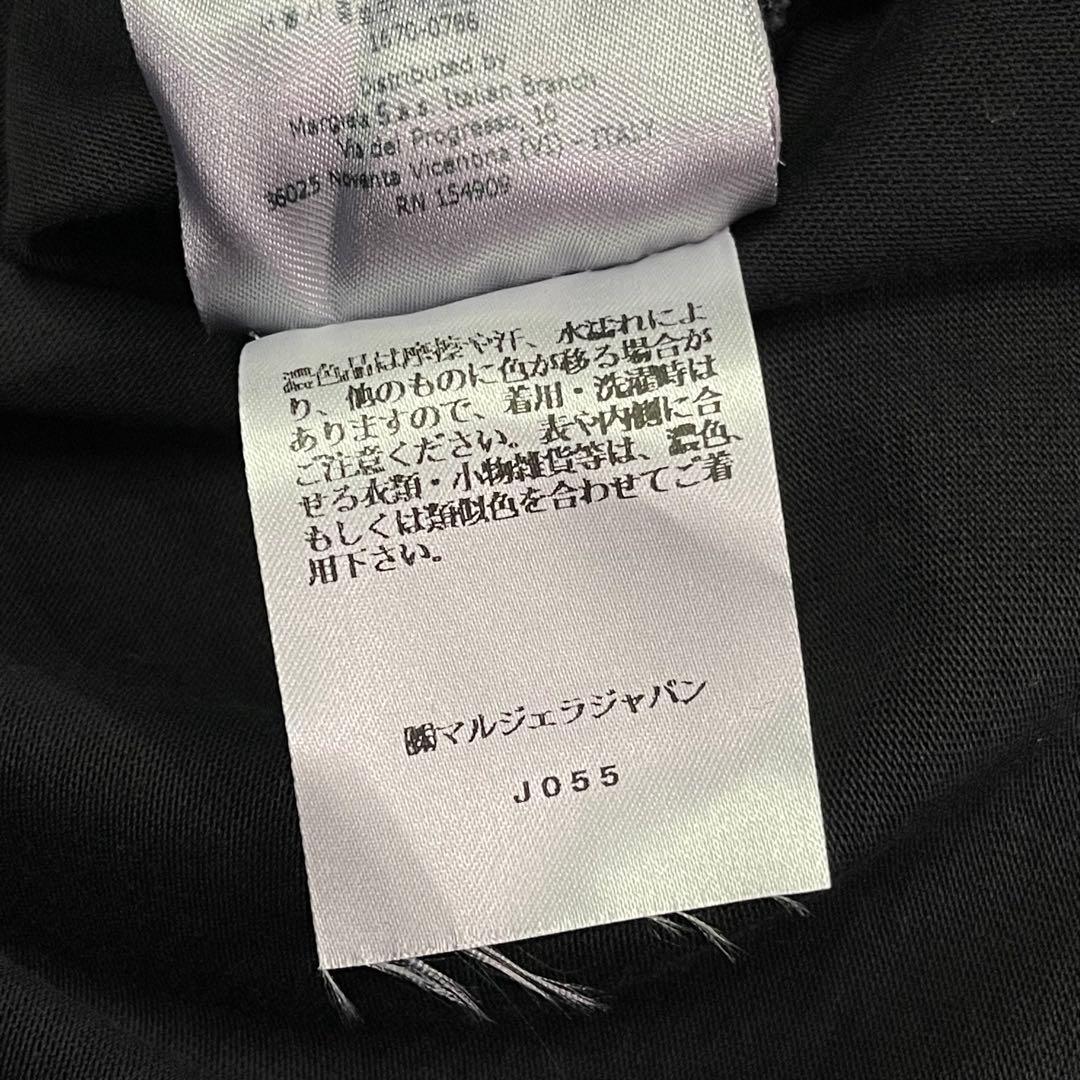 1670-0786
Distributed by
Margiela S.a.s Italian Branch
Via del Progresso, 10
36025 Noventa Vicentina (VI) - ITALY
RN 154909
濃色品は摩擦や汗、水濡れによ
り、他のものに色が移る場合が
ありますので、着用・洗濯時は
ご注意ください。表や内側に合
せる衣類・小物雑貨等は、濃色、
もしくは類似色を合わせてご着
用下さい。
㈱マルジェラジャパン
J055